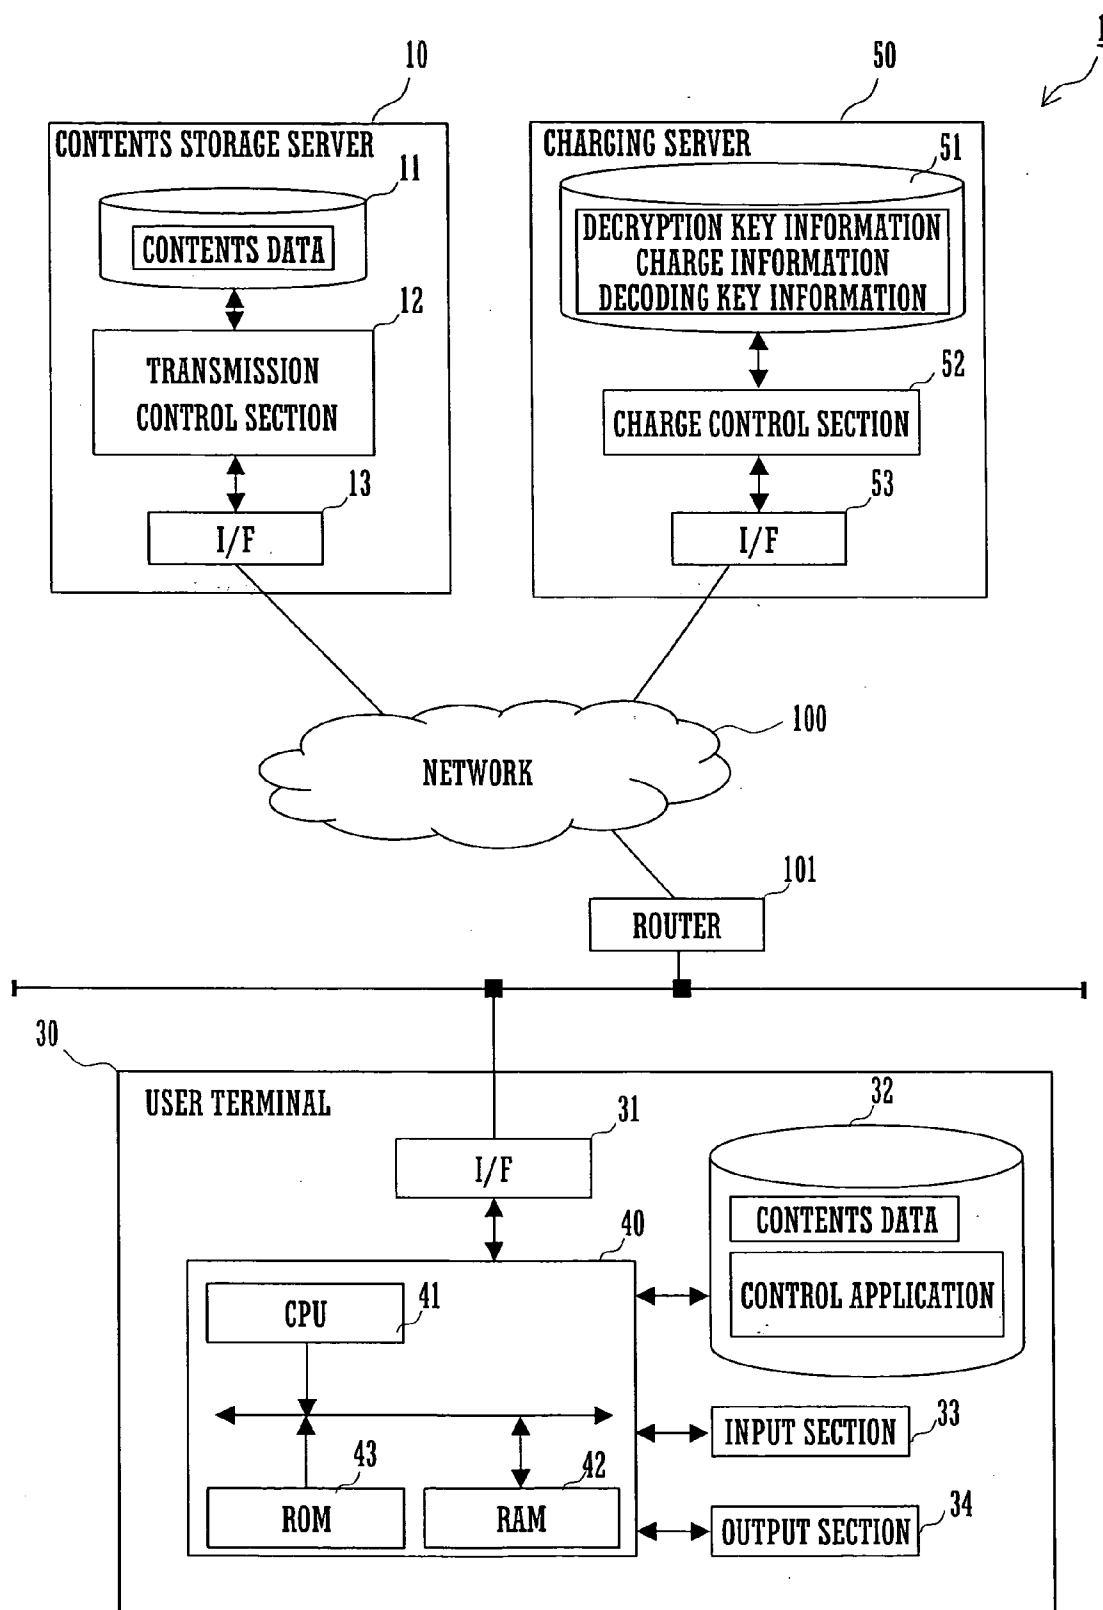 1
10
50
CONTENTS STORAGE SERVER
CHARGING SERVER
11
51
CONTENTS DATA
DECRYPTION KEY INFORMATION
CHARGE INFORMATION
DECODING KEY INFORMATION
12
52
TRANSMISSION
CONTROL SECTION
CHARGE CONTROL SECTION
13
53
I/F
I/F
100
NETWORK
101
ROUTER
30
USER TERMINAL
31
32
I/F
CONTENTS DATA
40
CONTROL APPLICATION
CPU
41
INPUT SECTION
33
43
42
ROM
RAM
OUTPUT SECTION
34